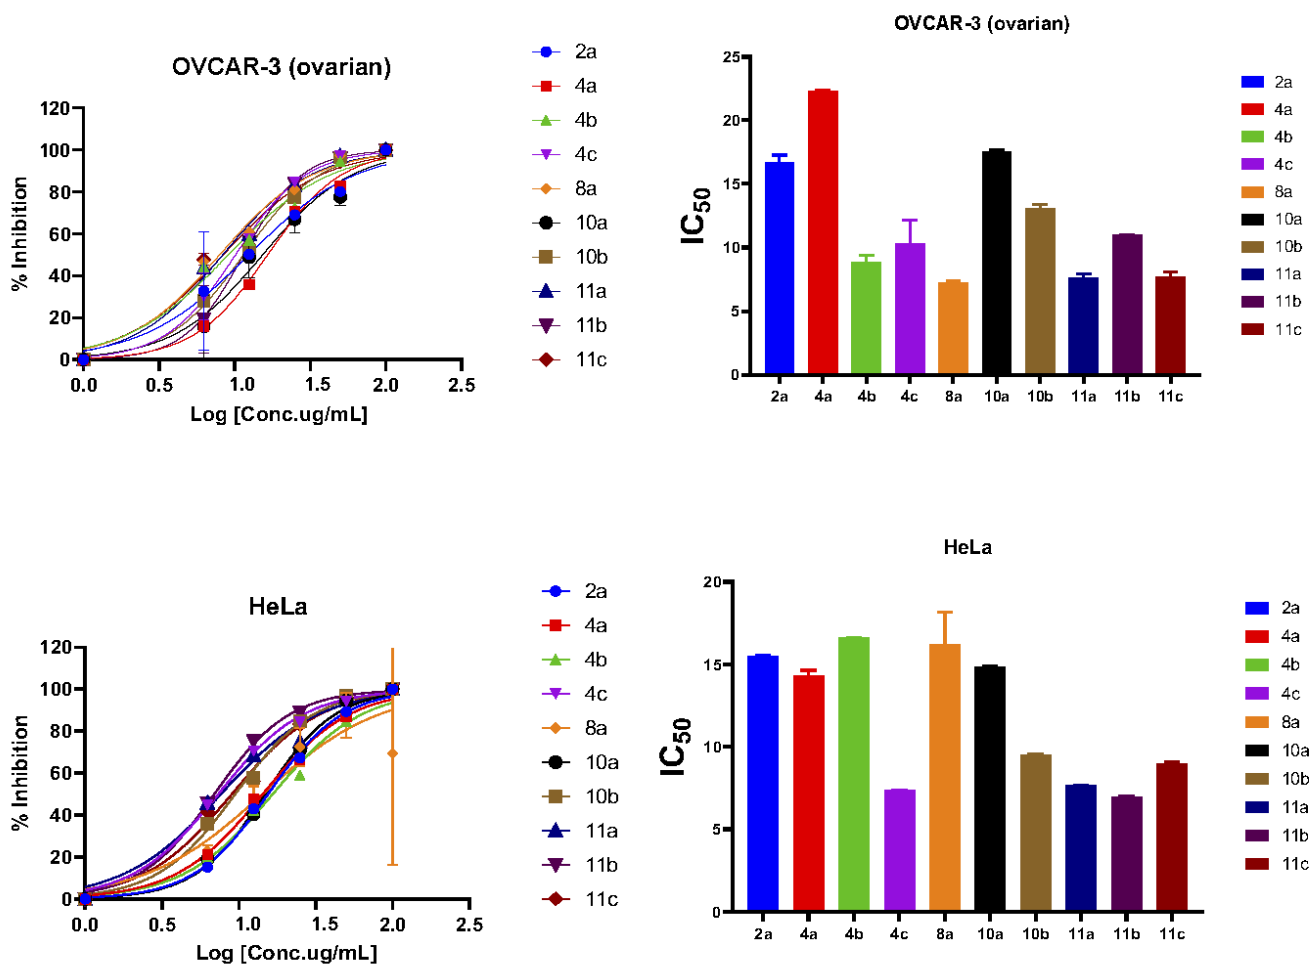 OVCAR-3 (ovarian)
% Inhibition
120
100
80
60
40
20
0
0.0 0.5 1.0 1.5 2.0 2.5
Log [Conc.ug/mL]
2a
4a
4b
4c
8a
10a
10b
11a
11b
11c
OVCAR-3 (ovarian)
IC50
25
20
15
10
5
0
2a 4a 4b 4c 8a 10a 10b 11a 11b 11c
2a
4a
4b
4c
8a
10a
10b
11a
11b
11c
HeLa
% Inhibition
120
100
80
60
40
20
0
0.0 0.5 1.0 1.5 2.0 2.5
Log [Conc.ug/mL]
2a
4a
4b
4c
8a
10a
10b
11a
11b
11c
HeLa
IC50
20
15
10
5
0
2a 4a 4b 4c 8a 10a 10b 11a 11b 11c
2a
4a
4b
4c
8a
10a
10b
11a
11b
11c